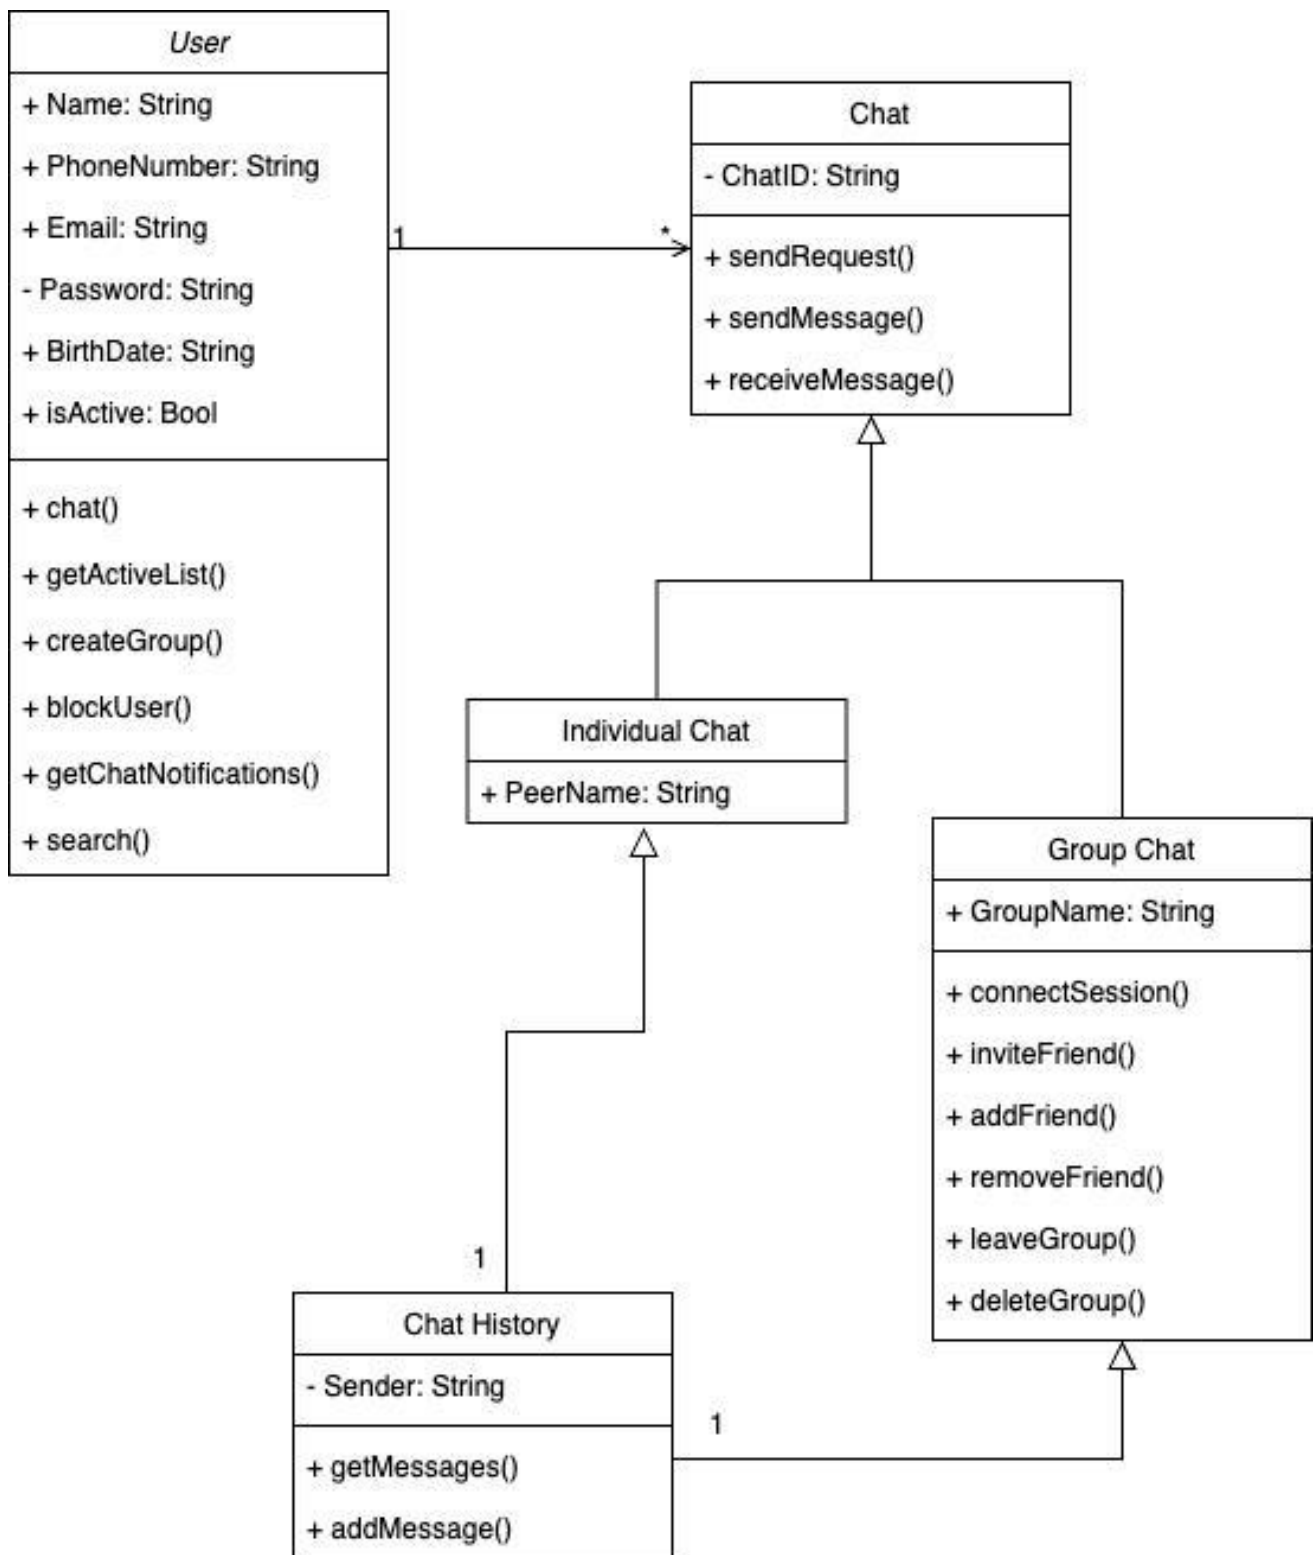 User
+ Name: String
+ PhoneNumber: String
+ Email: String
- Password: String
+ BirthDate: String
+ isActive: Bool
+ chat()
+ getActiveList()
+ createGroup()
+ blockUser()
+ getChatNotifications()
+ search()
1
*
Chat
- ChatID: String
+ sendRequest()
+ sendMessage()
+ receiveMessage()
Individual Chat
+ PeerName: String
Group Chat
+ GroupName: String
+ connectSession()
+ inviteFriend()
+ addFriend()
+ removeFriend()
+ leaveGroup()
+ deleteGroup()
1
Chat History
- Sender: String
+ getMessages()
+ addMessage()
1